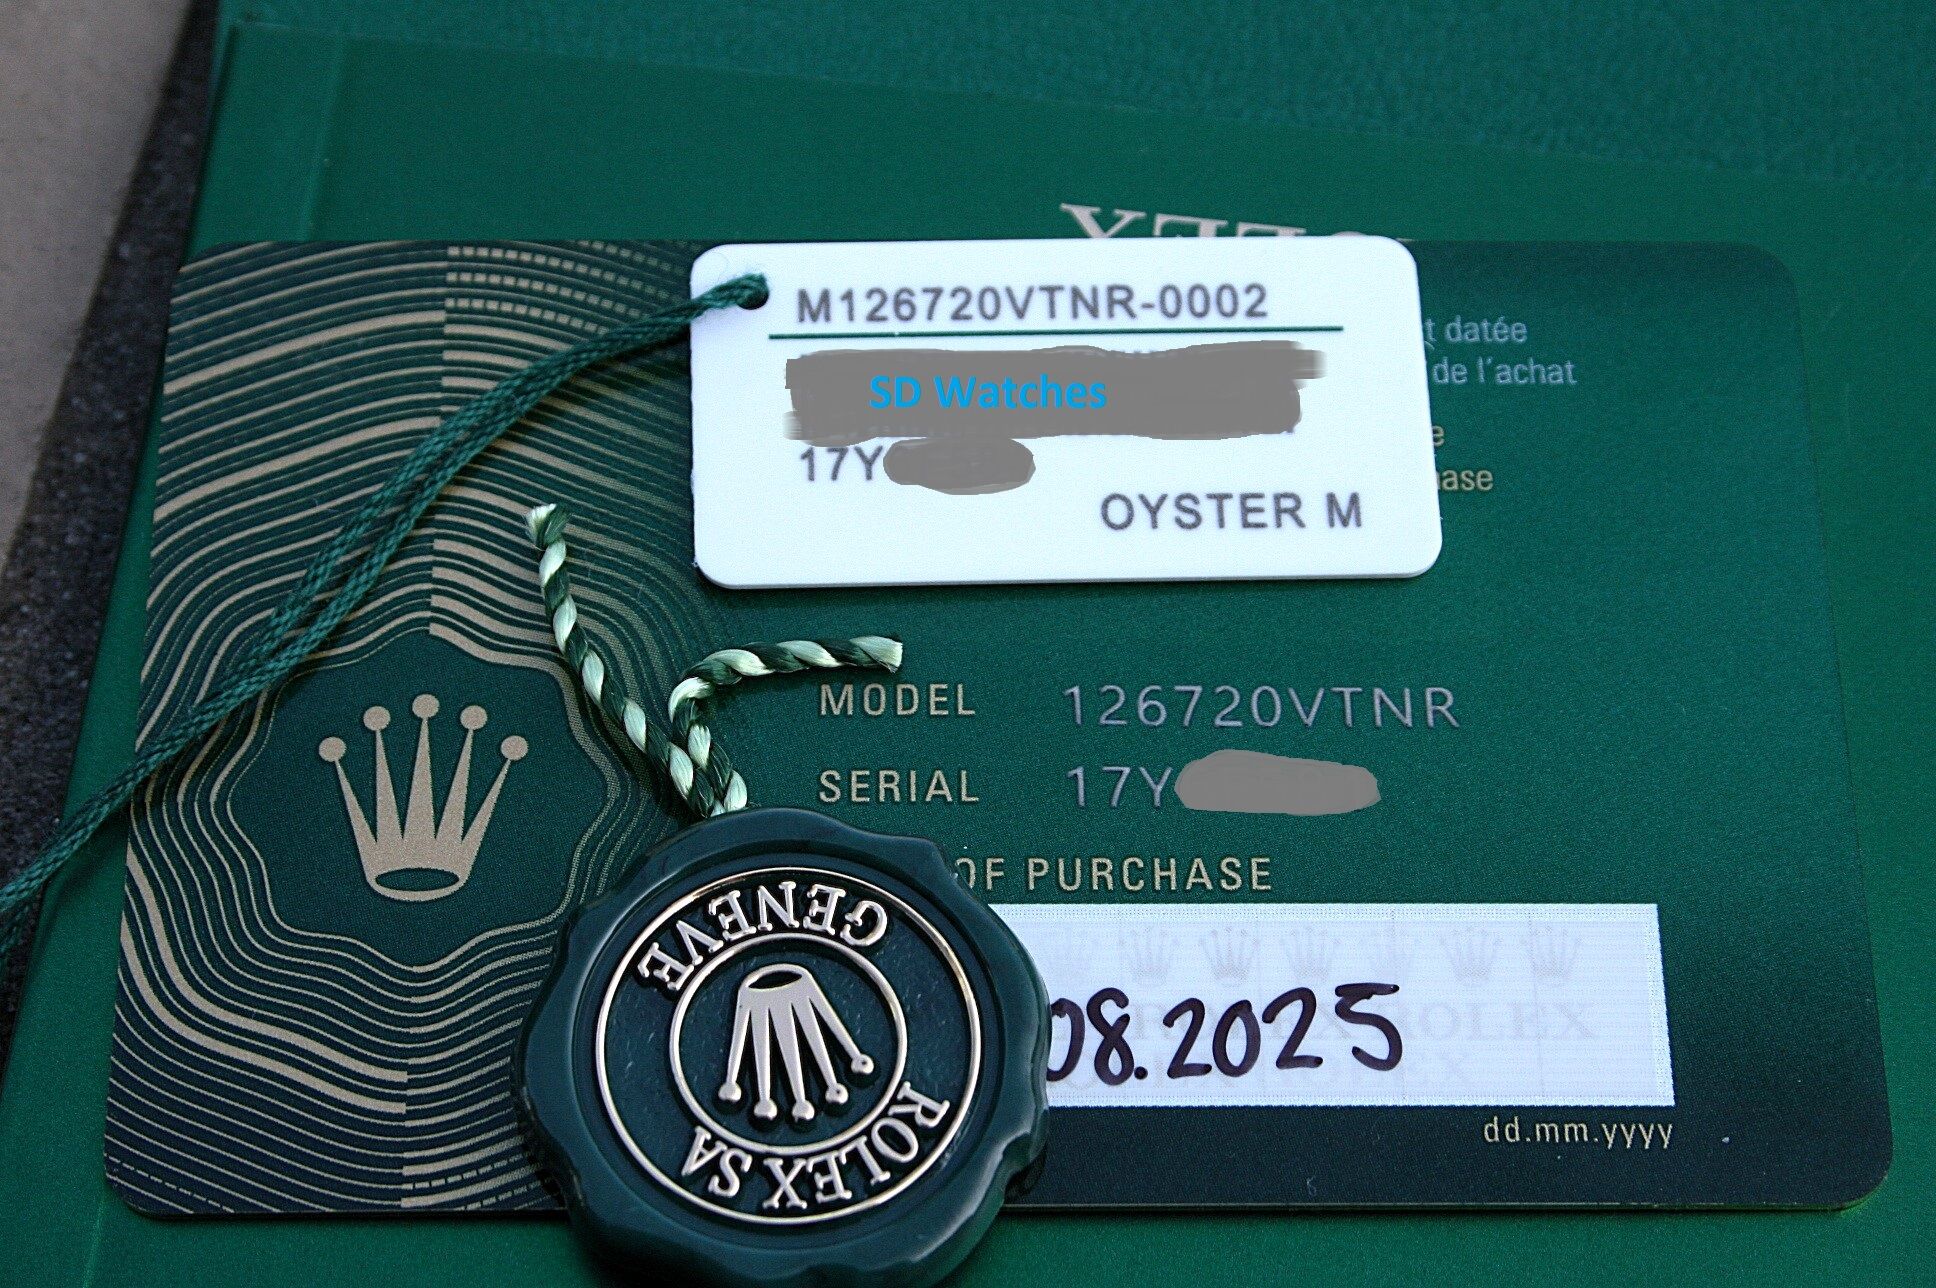 M126720VTNR-0002
SD Watches
17Y
OYSTER M
t datée
de l'achat
MODEL 126720VTNR
SERIAL 17Y
OF PURCHASE
08.2025
ROLEX
dd.mm.yyyy
GENEVE
ROLEX SA